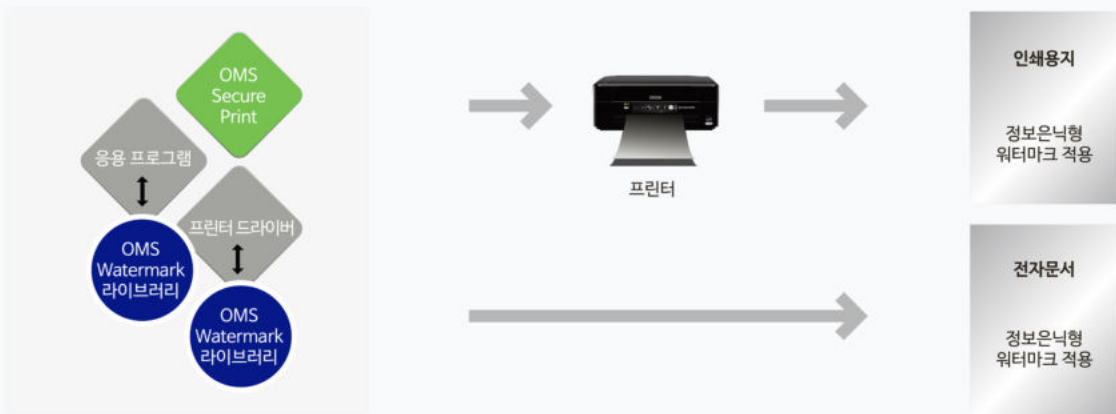 OMS
Secure
Print
응용 프로그램
프린터 드라이버
OMS
Watermark
라이브러리
OMS
Watermark
라이브러리
프린터
인쇄용지
정보은닉형
워터마크 적용
전자문서
정보은닉형
워터마크 적용